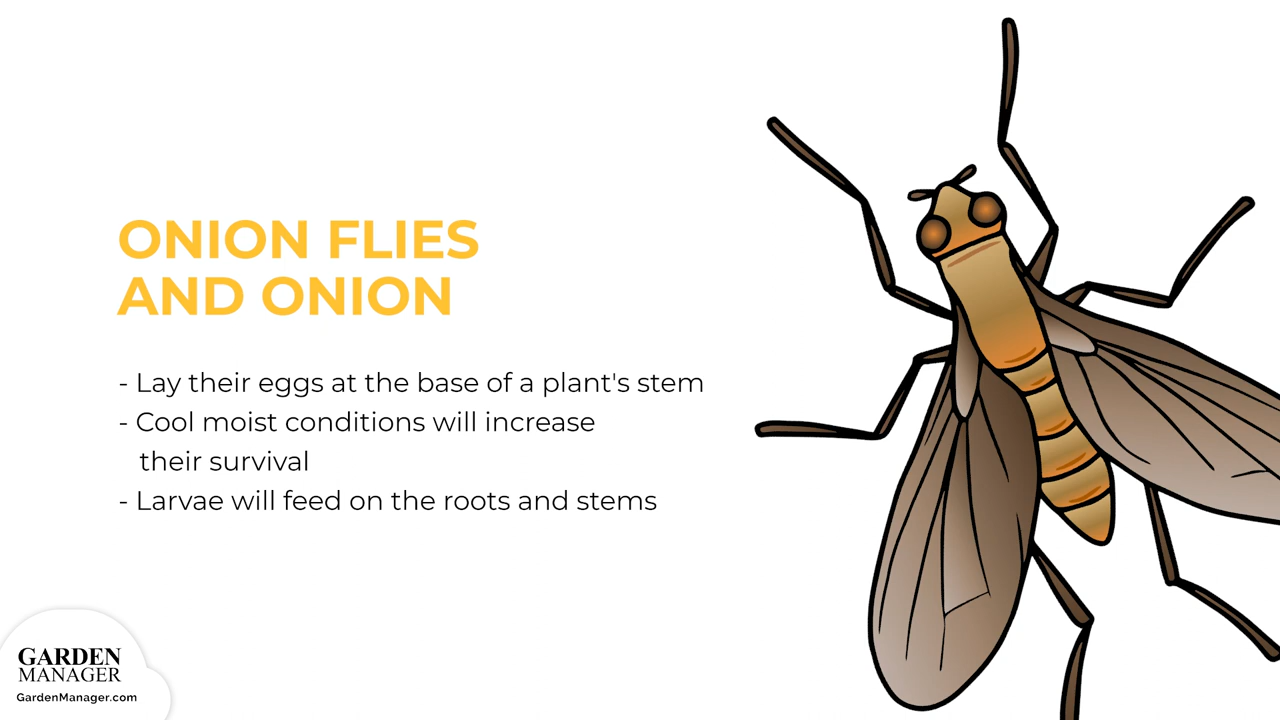 ONION FLIES
AND ONION
- Lay their eggs at the base of a plant's stem
- Cool moist conditions will increase
their survival
- Larvae will feed on the roots and stems
GARDEN
MANAGER
GardenManager.com